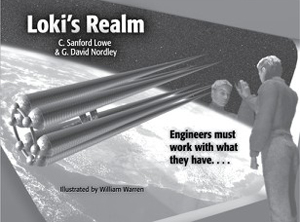 Loki's Realm
C. Sanford Lowe
& G. David Nordley
Engineers must
work with what
they have. . . .
Illustrated by William Warren